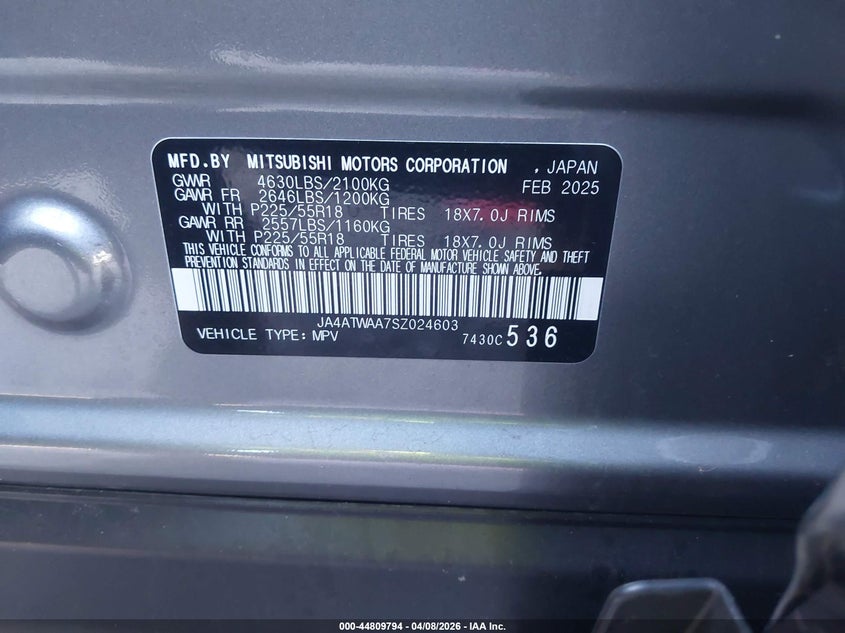 MFD.BY MITSUBISHI MOTORS CORPORATION , JAPAN
GVWR 4630LBS/2100KG FEB 2025
GAWR FR 2646LBS/1200KG
WITH P225/55R18 TIRES 18X7.0J RIMS
GAWR RR 2557LBS/1160KG
WITH P225/55R18 TIRES 18X7.0J RIMS
THIS VEHICLE CONFORMS TO ALL APPLICABLE FEDERAL MOTOR VEHICLE SAFETY AND THEFT
PREVENTION STANDARDS IN EFFECT ON THE DATE OF MANUFACTURE SHOWN ABOVE.
JA4ATWAA7SZ024603
VEHICLE TYPE: MPV 7430C 536
000-44809794 - 04/08/2026 - IAA Inc.